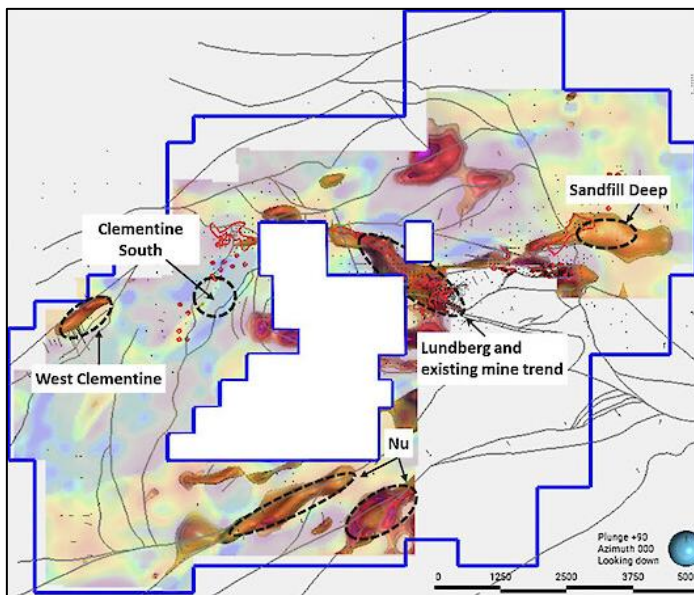 Sandfill Deep
Clementine
South
Lundberg and
existing mine trend
West Clementine
Nu
Plunge +90
Azimuth 000
Looking down
0 1250 2500 3750 500